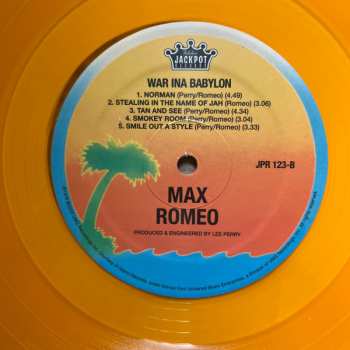 JACKPOT
RECORDS
WAR INA BABYLON
1. NORMAN (Perry/Romeo) (4.49)
2. STEALING IN THE NAME OF JAH (Romeo) (3.06)
3. TAN AND SEE (Perry/Romeo) (4.34)
4. SMOKEY ROOM (Perry/Romeo) (3.04)
5. SMILE OUT A STYLE (Perry/Romeo) (3.33)
JPR 123-B
MAX
ROMEO
PRODUCED & ENGINEERED BY LEE PERRY